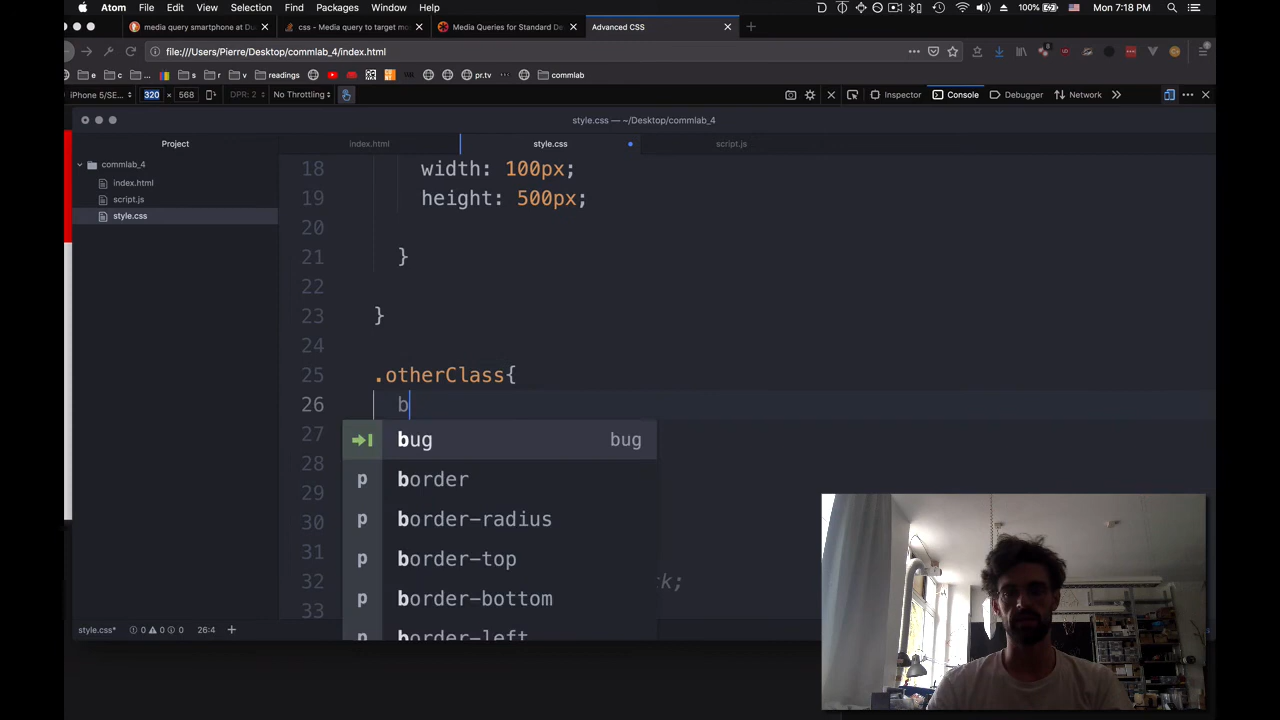 Atom File Edit View Selection Find Packages Window Help 100% Mon 7:18 PM
media query smartphone at Du css - Media query to target mo Media Queries for Standard De Advanced CSS
file:///Users/Pierre/Desktop/commlab_4/index.html
e c ... s r v readings pr.tv commlab
iPhone 5/SE... 320 × 568 DPR: 2 No Throttling Inspector Console Debugger Network
style.css — ~/Desktop/commlab_4
Project index.html style.css script.js
commlab_4
index.html
script.js
style.css
18 width: 100px;
19 height: 500px;
20
21 }
22
23 }
24
25 .otherClass{
26 b
27 bug bug
28 border
29
30 border-radius
31 border-top
32 ck;
33 border-bottom
border-left
style.css* 0 0 0 26:4